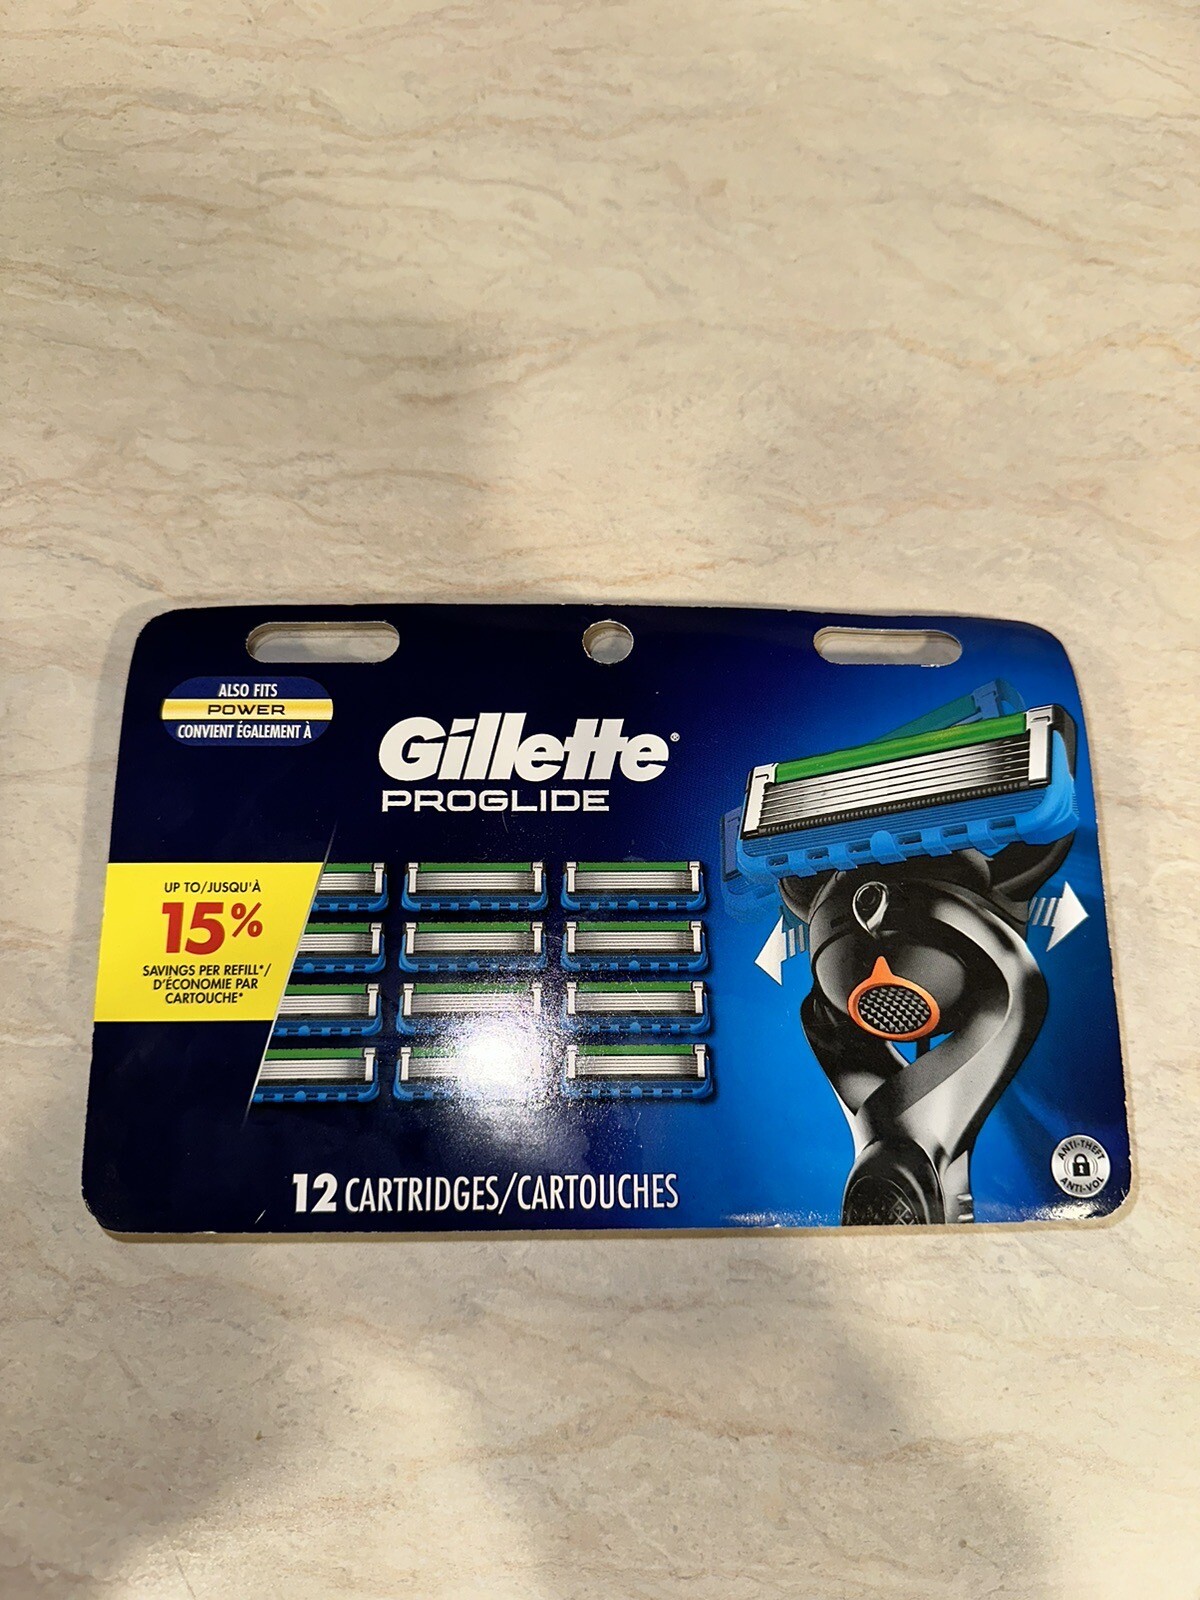 ALSO FITS
POWER
CONVIENT ÉGALEMENT À
Gillette®
PROGLIDE
UP TO/JUSQU'À
15%
SAVINGS PER REFILL*/
D'ÉCONOMIE PAR
CARTOUCHE*
12 CARTRIDGES/CARTOUCHES
ANTI-THEFT
ANTI-VOL